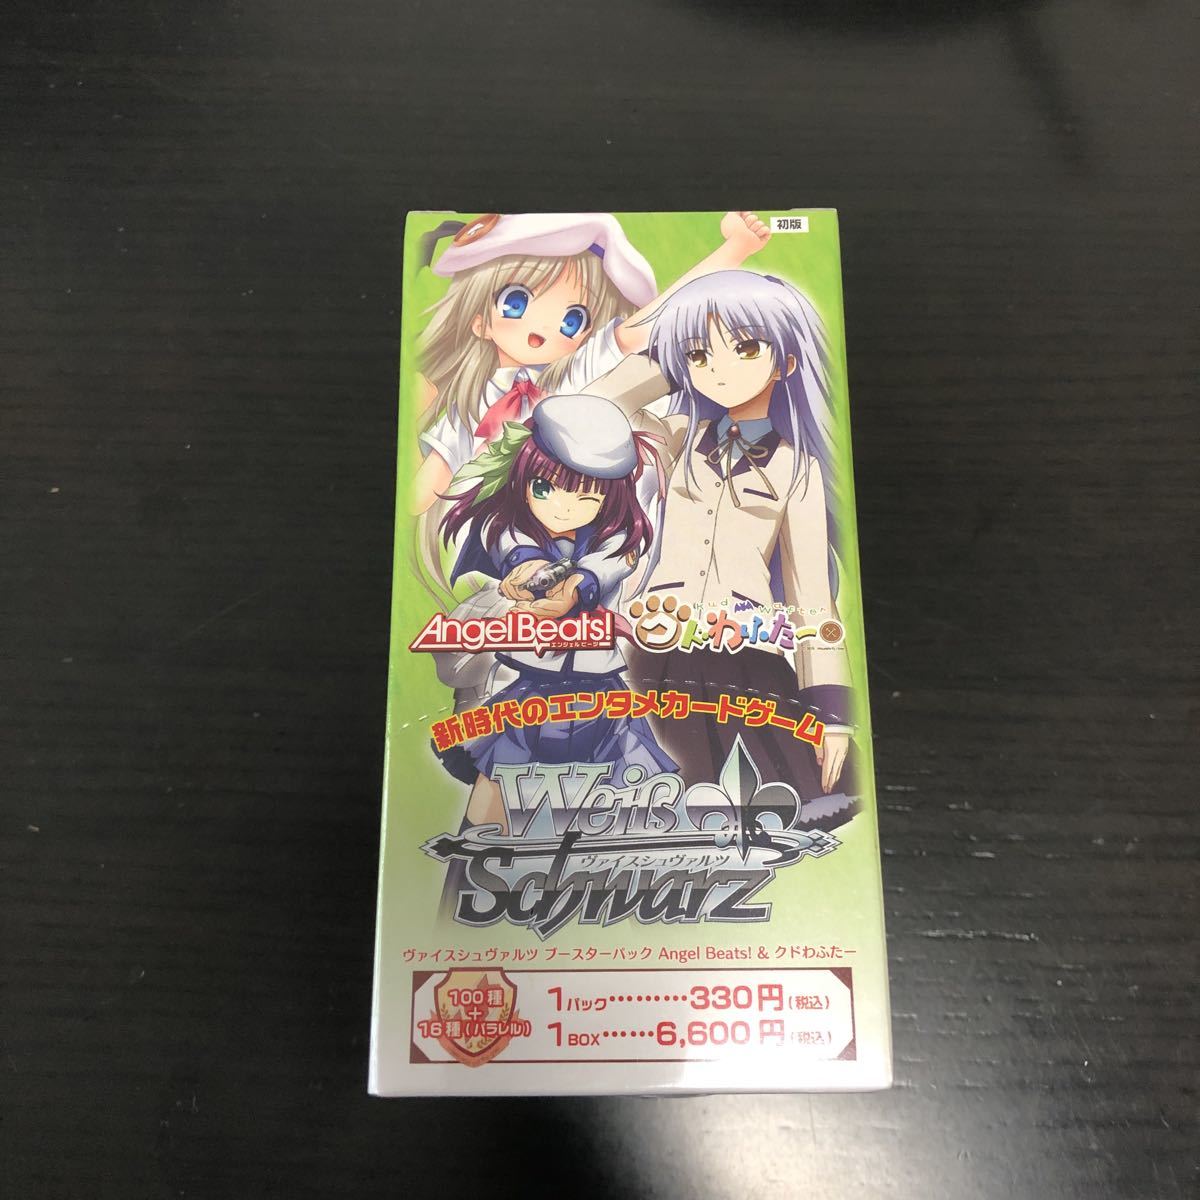 初版
Angel Beats!
エンジェルビーツ
Kud Wafter
クドわふたー
新時代のエンタメカードゲーム
Weiß
ヴァイスシュヴァルツ
Schwarz
ヴァイスシュヴァルツ ブースターパック Angel Beats! & クドわふたー
100種
+
16種(パラレル)
1パック………330円(税込)
1BOX……6,600円(税込)